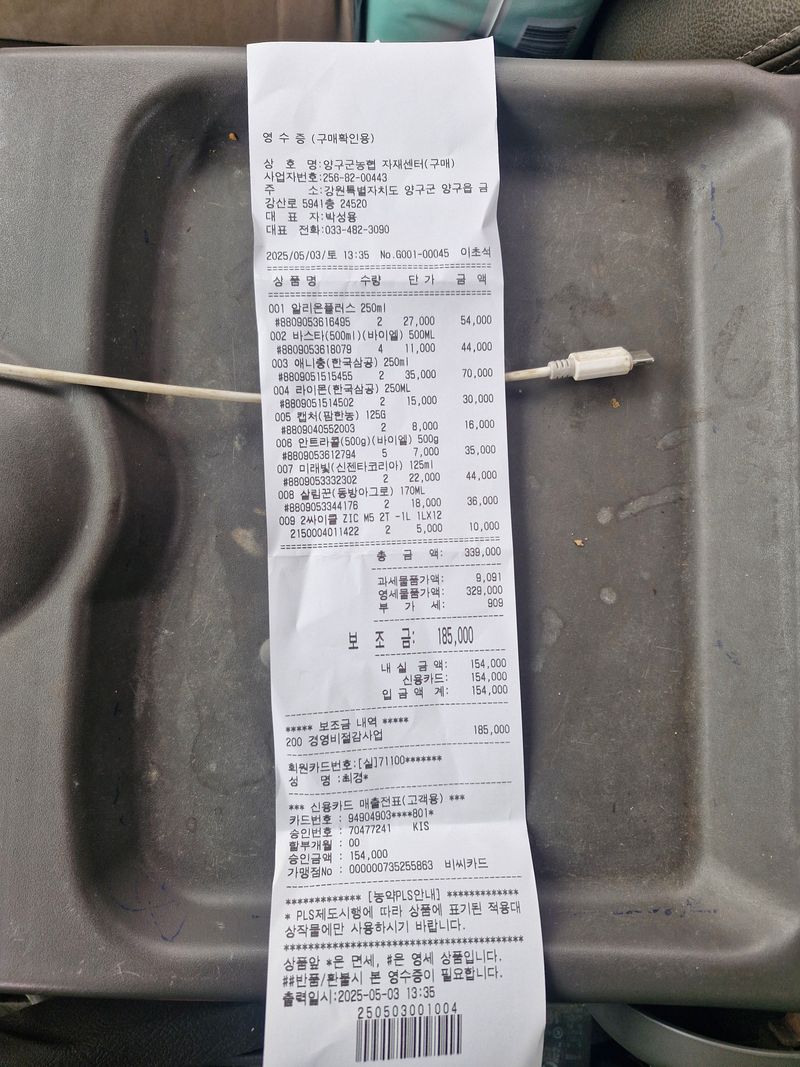 영 수 증 (구매확인용)
상 호 명:양구군농협 자재센터(구매)
사업자번호:256-82-00443
주 소:강원특별자치도 양구군 양구읍 금
강산로 5941층 24520
대 표 자:박성용
대표 전화:033-482-3090
2025/05/03/토 13:35 No.G001-00045 이초석
상 품 명 수량 단 가 금 액
001 알리온플러스 250ml
#8809053616495 2 27,000 54,000
002 바스타(500ml)(바이엘) 500ML
#8809053618079 4 11,000 44,000
003 애니충(한국삼공) 250ml
#8809051515455 2 35,000 70,000
004 라이몬(한국삼공) 250ML
#8809051514502 2 15,000 30,000
005 캡처(팜한농) 125G
#8809040552003 2 8,000 16,000
006 안트라콜(500g)(바이엘) 500g
#8809053612794 5 7,000 35,000
007 미래빛(신젠타코리아) 125ml
#8809053332302 2 22,000 44,000
008 살림꾼(동방아그로) 170ML
#8809053344176 2 18,000 36,000
009 2싸이클 ZIC M5 2T -1L 1LX12
2150004011422 2 5,000 10,000
총 금 액: 339,000
과세물품가액: 9,091
영세물품가액: 329,000
부 가 세: 909
보 조 금: 185,000
내 실 금 액: 154,000
신용카드: 154,000
입 금 액 계: 154,000
***** 보조금 내역 *****
200 경영비절감사업 185,000
회원카드번호:[실]71100*******
성 명:최경*
*** 신용카드 매출전표(고객용) ***
카드번호 : 94904903****801*
승인번호 : 70477241 KIS
할부개월 : 00
승인금액 : 154,000
가맹점No : 000000735255863 비씨카드
************* [농약PLS안내] *************
* PLS제도시행에 따라 상품에 표기된 적용대
상작물에만 사용하시기 바랍니다.
****************************************
상품앞 *은 면세, #은 영세 상품입니다.
##반품/환불시 본 영수증이 필요합니다.
출력일시:2025-05-03 13:35
250503001004